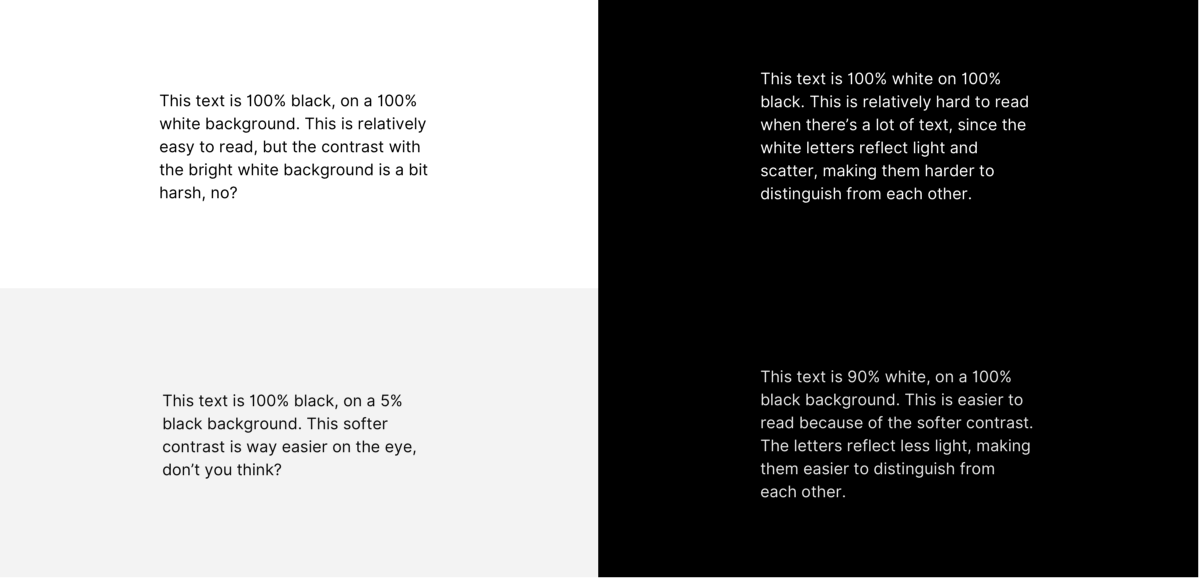 This text is 100% black, on a 100%
white background. This is relatively
easy to read, but the contrast with
the bright white background is a bit
harsh, no?
This text is 100% white on 100%
black. This is relatively hard to read
when there’s a lot of text, since the
white letters reflect light and
scatter, making them harder to
distinguish from each other.
This text is 100% black, on a 5%
black background. This softer
contrast is way easier on the eye,
don’t you think?
This text is 90% white, on a 100%
black background. This is easier to
read because of the softer contrast.
The letters reflect less light, making
them easier to distinguish from
each other.